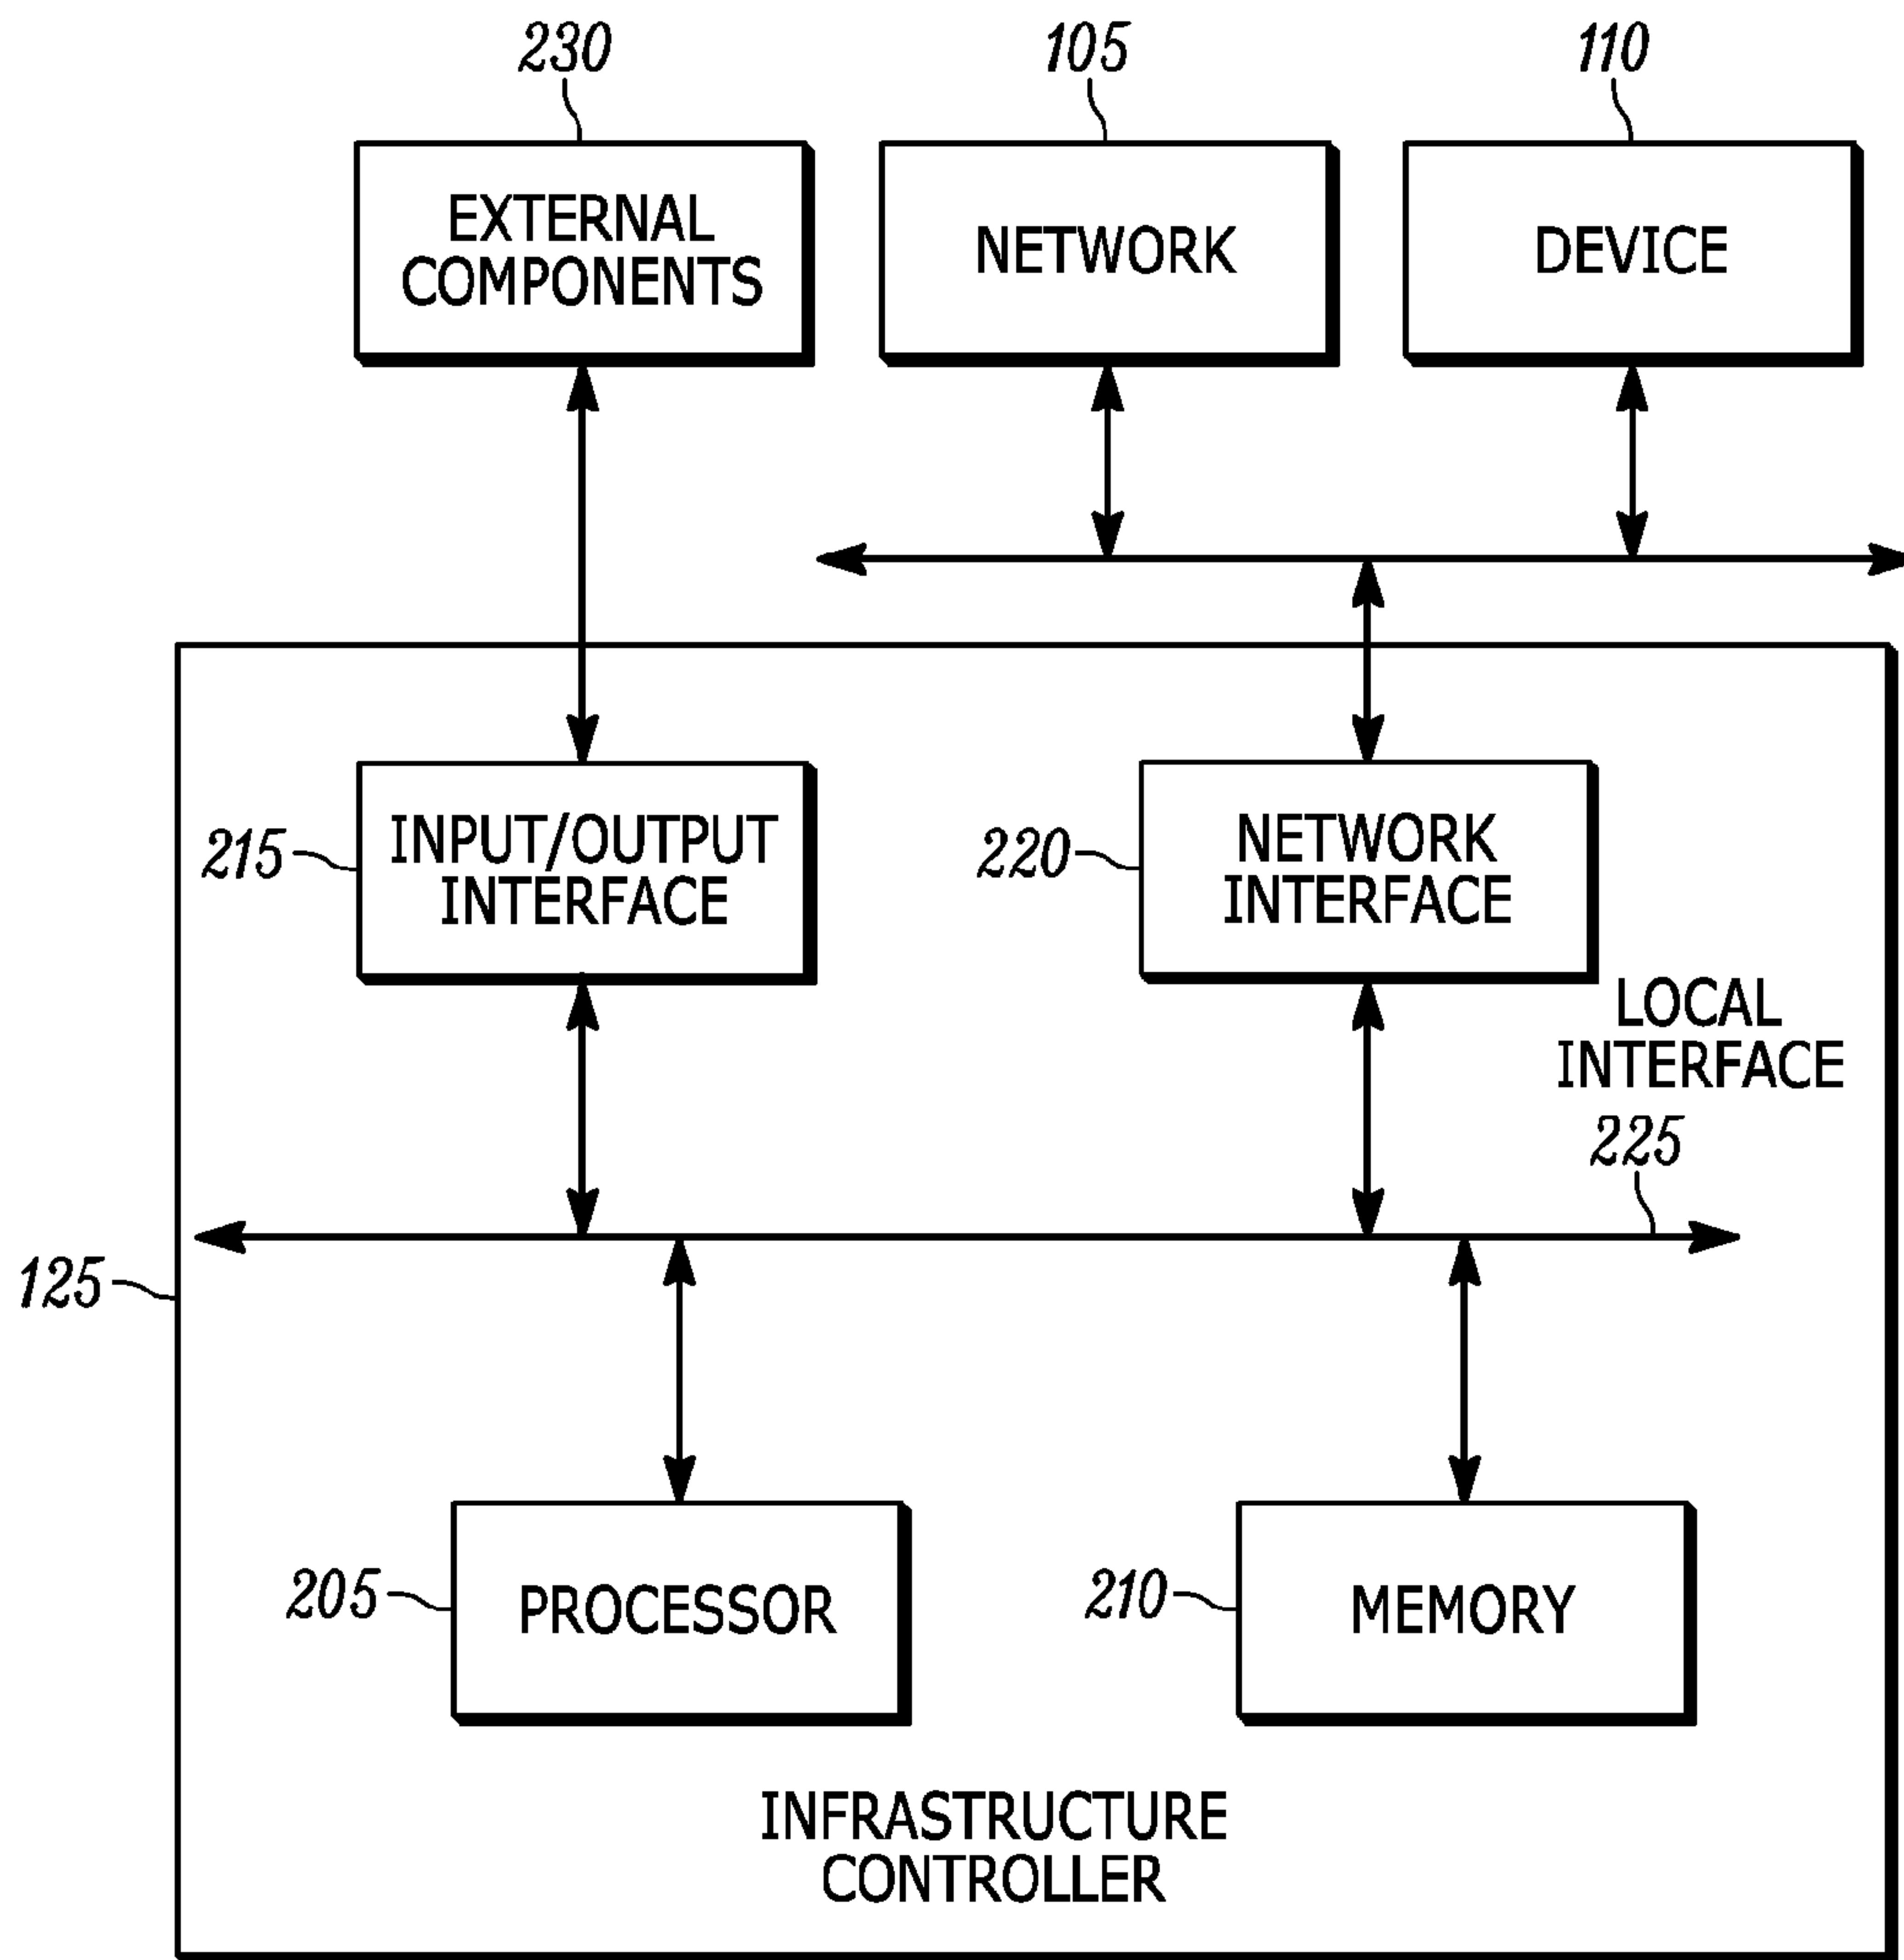 230
105
110
EXTERNAL
COMPONENTS
NETWORK
DEVICE
215
INPUT/OUTPUT
INTERFACE
220
NETWORK
INTERFACE
LOCAL
INTERFACE
225
125
205
PROCESSOR
210
MEMORY
INFRASTRUCTURE
CONTROLLER